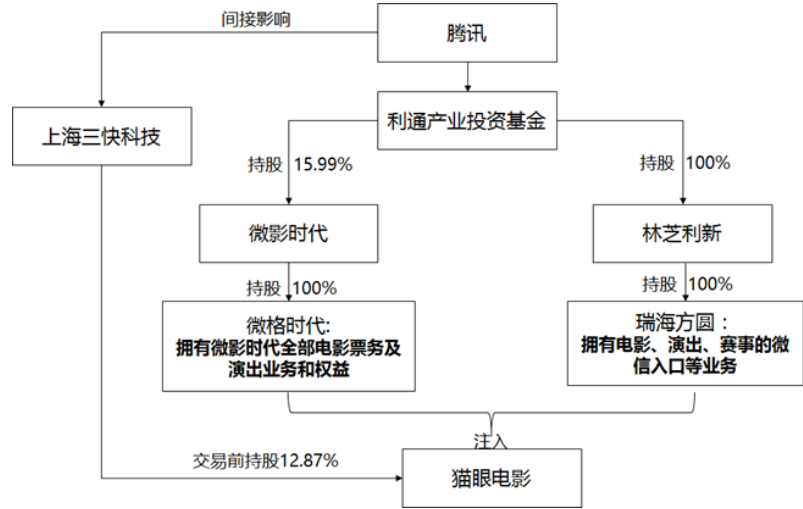 间接影响
腾讯
上海三快科技
利通产业投资基金
持股 15.99%
持股 100%
微影时代
林芝利新
持股 100%
持股 100%
微格时代:
拥有微影时代全部电影票务及
演出业务和权益
瑞海方圆：
拥有电影、演出、赛事的微
信入口等业务
注入
交易前持股12.87%
猫眼电影